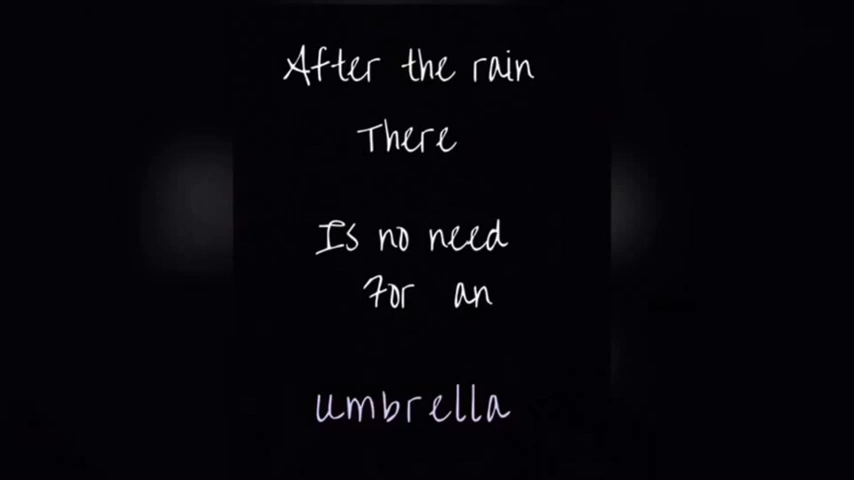 After the rain
There
Is no need
For an
umbrella